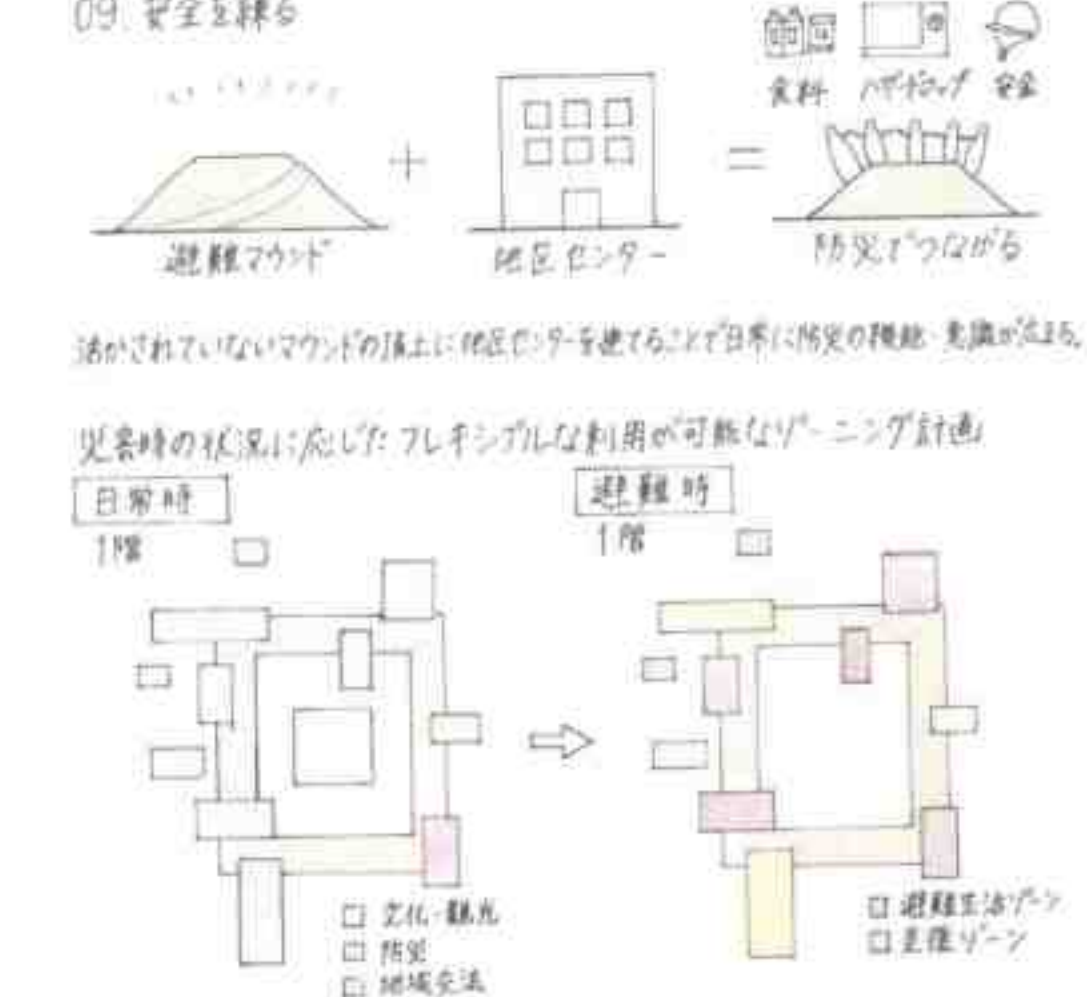 09. 安全を練る
食料 ハザードマップ 安全
+ =
避難マウンド 地区センター 防災でつながる
活かされていないマウンドの頂上に地区センターを建てることで日常に防災の機能・意識が広まる。
災害時の状況に応じたフレキシブルな利用が可能なゾーニング計画
日常時 避難時
1階 1階
□ 文化・観光
□ 防災
□ 地域交流
□ 避難生活ゾーン
□ 支援ゾーン